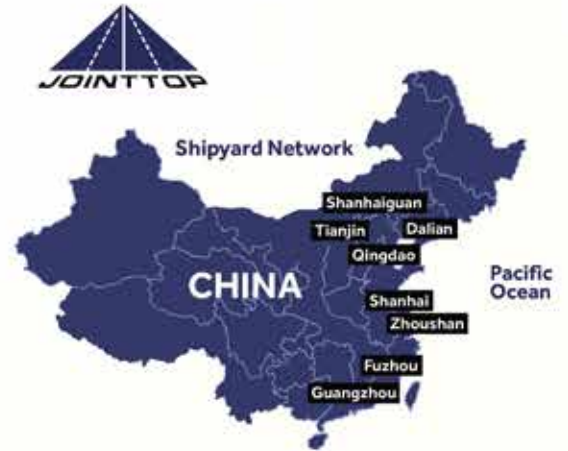 JOINTTOP
Shipyard Network
Shanhaiguan
Tianjin
Dalian
Qingdao
CHINA
Pacific
Ocean
Shanhai
Zhoushan
Fuzhou
Guangzhou